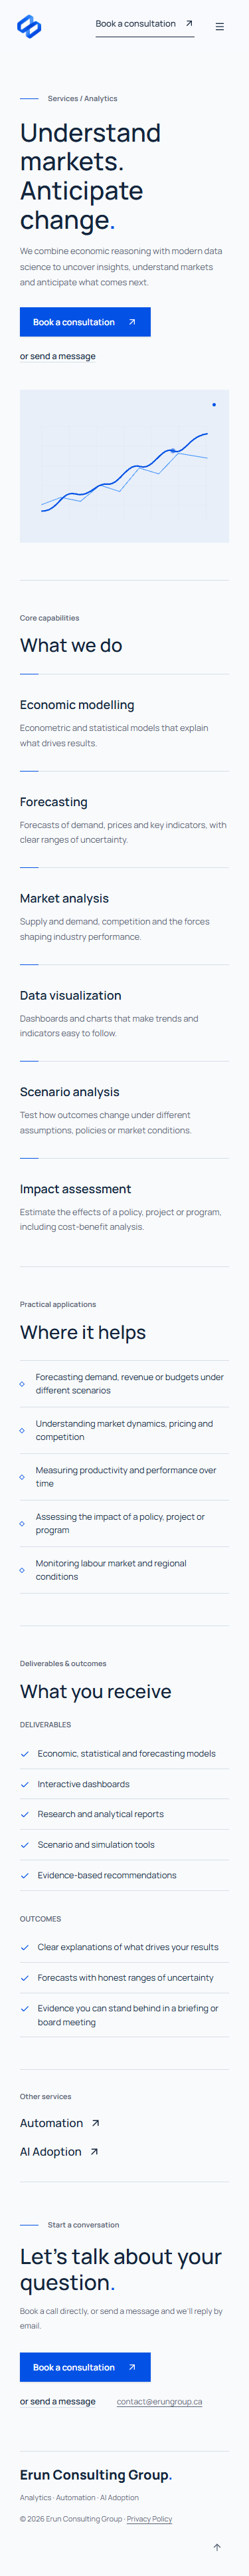 Book a consultation
Services / Analytics
Understand
markets.
Anticipate
change.
We combine economic reasoning with modern data
science to uncover insights, understand markets
and anticipate what comes next.
Book a consultation
or send a message
Core capabilities
What we do
Economic modelling
Econometric and statistical models that explain
what drives results.
Forecasting
Forecasts of demand, prices and key indicators, with
clear ranges of uncertainty.
Market analysis
Supply and demand, competition and the forces
shaping industry performance.
Data visualization
Dashboards and charts that make trends and
indicators easy to follow.
Scenario analysis
Test how outcomes change under different
assumptions, policies or market conditions.
Impact assessment
Estimate the effects of a policy, project or program,
including cost-benefit analysis.
Practical applications
Where it helps
Forecasting demand, revenue or budgets under
different scenarios
Understanding market dynamics, pricing and
competition
Measuring productivity and performance over
time
Assessing the impact of a policy, project or
program
Monitoring labour market and regional
conditions
Deliverables & outcomes
What you receive
DELIVERABLES
Economic, statistical and forecasting models
Interactive dashboards
Research and analytical reports
Scenario and simulation tools
Evidence-based recommendations
OUTCOMES
Clear explanations of what drives your results
Forecasts with honest ranges of uncertainty
Evidence you can stand behind in a briefing or
board meeting
Other services
Automation
AI Adoption
Start a conversation
Let's talk about your
question.
Book a call directly, or send a message and we'll reply by
email.
Book a consultation
or send a message contact@erungroup.ca
Erun Consulting Group.
Analytics · Automation · AI Adoption
© 2026 Erun Consulting Group · Privacy Policy